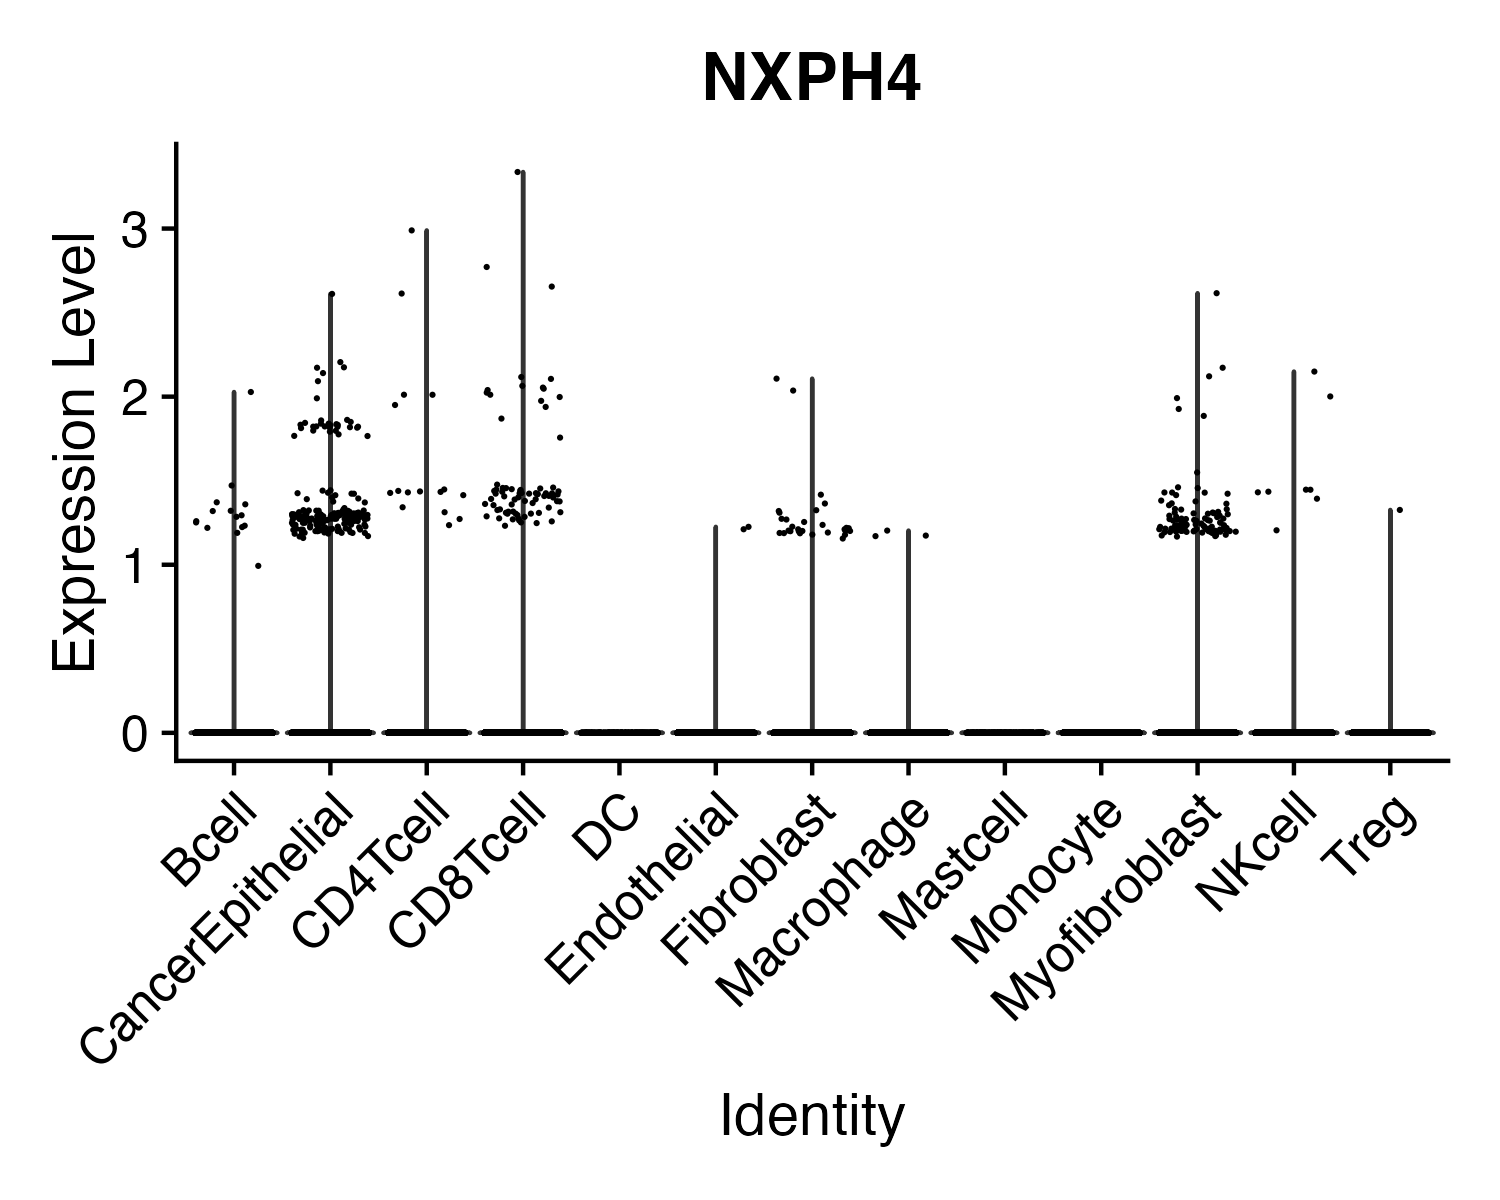 NXPH4
Expression Level
3
2
1
0
Bcell
CancerEpithelial
CD4Tcell
CD8Tcell
DC
Endothelial
Fibroblast
Macrophage
Mastcell
Monocyte
Myofibroblast
NKcell
Treg
Identity